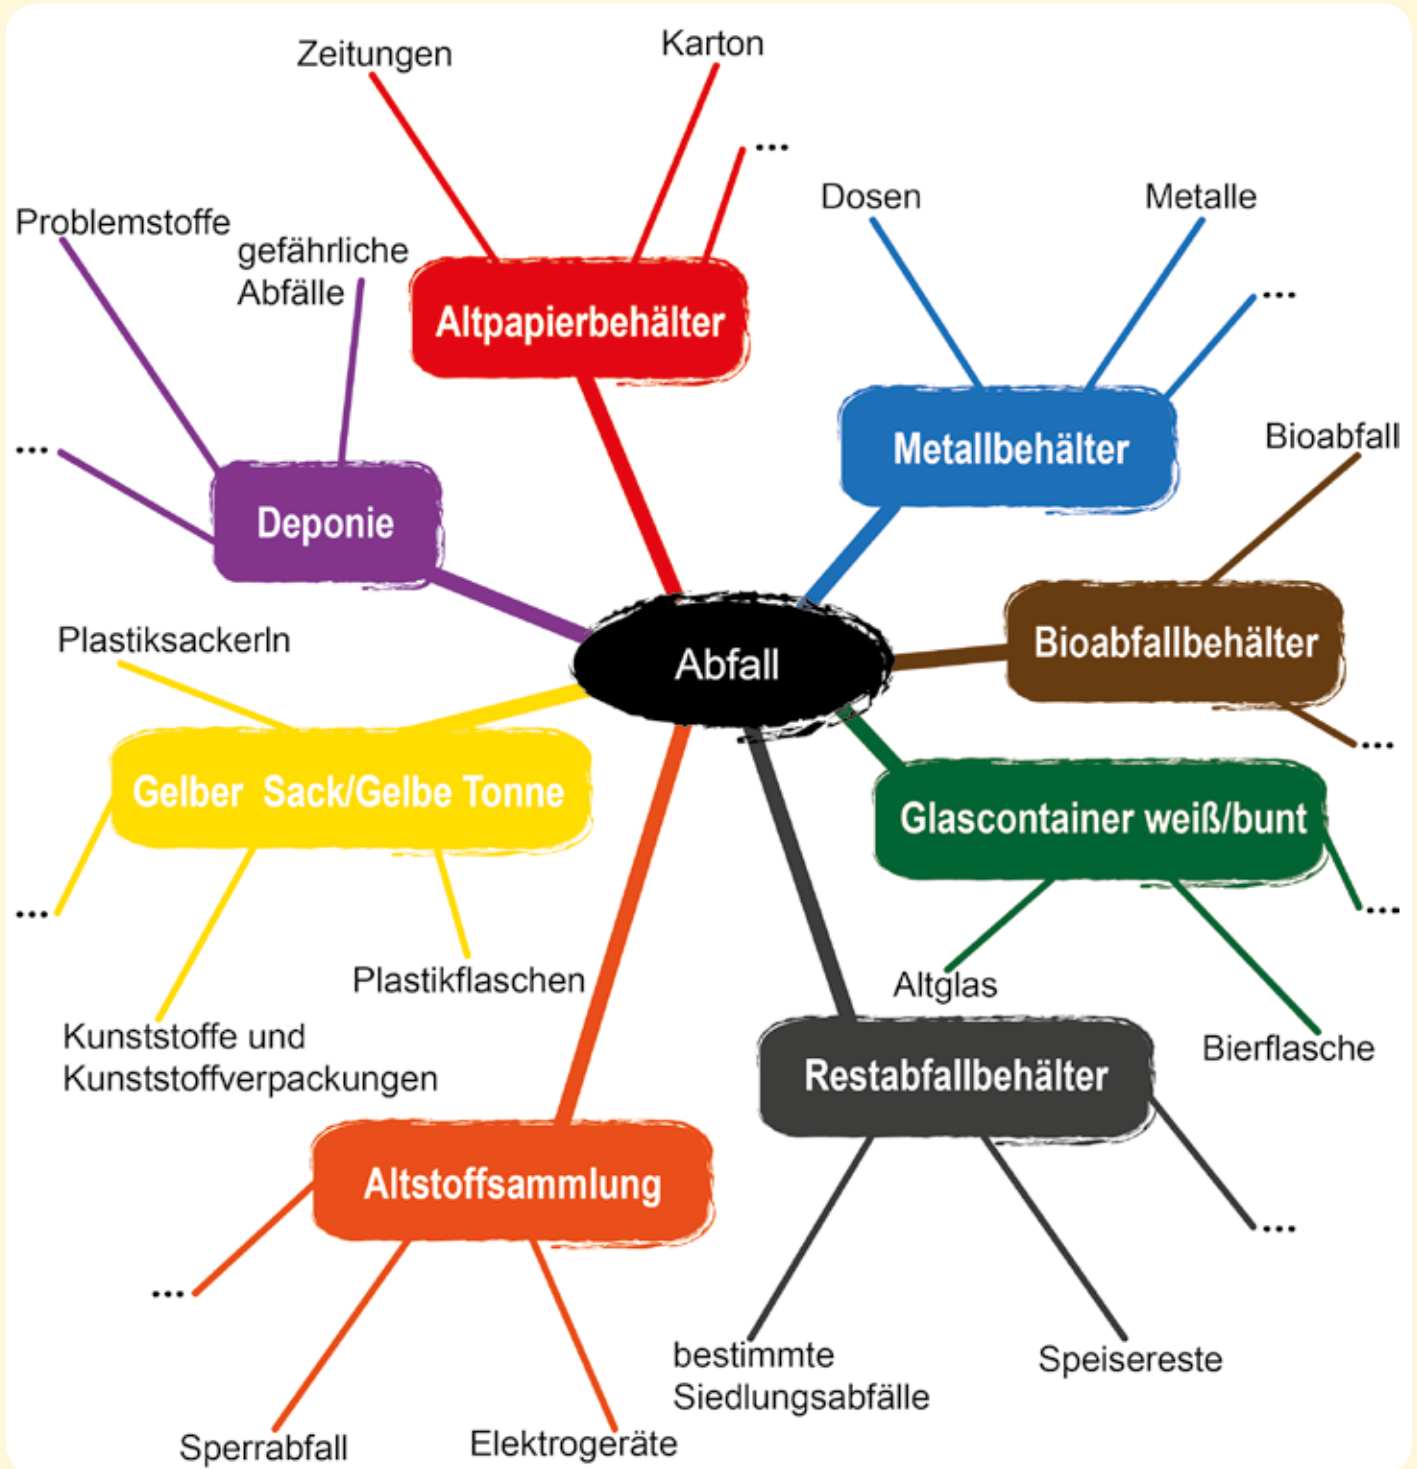 Zeitungen
Karton
...
Dosen
Metalle
...
Problemstoffe
gefährliche
Abfälle
...
Altpapierbehälter
Metallbehälter
Bioabfall
Deponie
Plastiksackerln
Abfall
Bioabfallbehälter
...
Gelber Sack/Gelbe Tonne
Glascontainer weiß/bunt
...
...
Plastikflaschen
Altglas
Kunststoffe und
Kunststoffverpackungen
Bierflasche
Restabfallbehälter
Altstoffsammlung
...
...
bestimmte
Siedlungsabfälle
Speisereste
Sperrabfall
Elektrogeräte